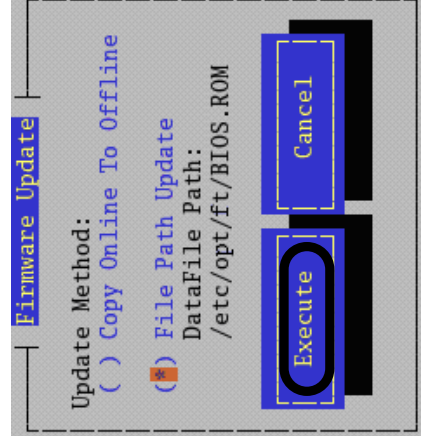 Firmware Update
Update Method:
( ) Copy Online To Offline
(*) File Path Update
DataFile Path:
/etc/opt/ft/BIOS.ROM
Execute
Cancel